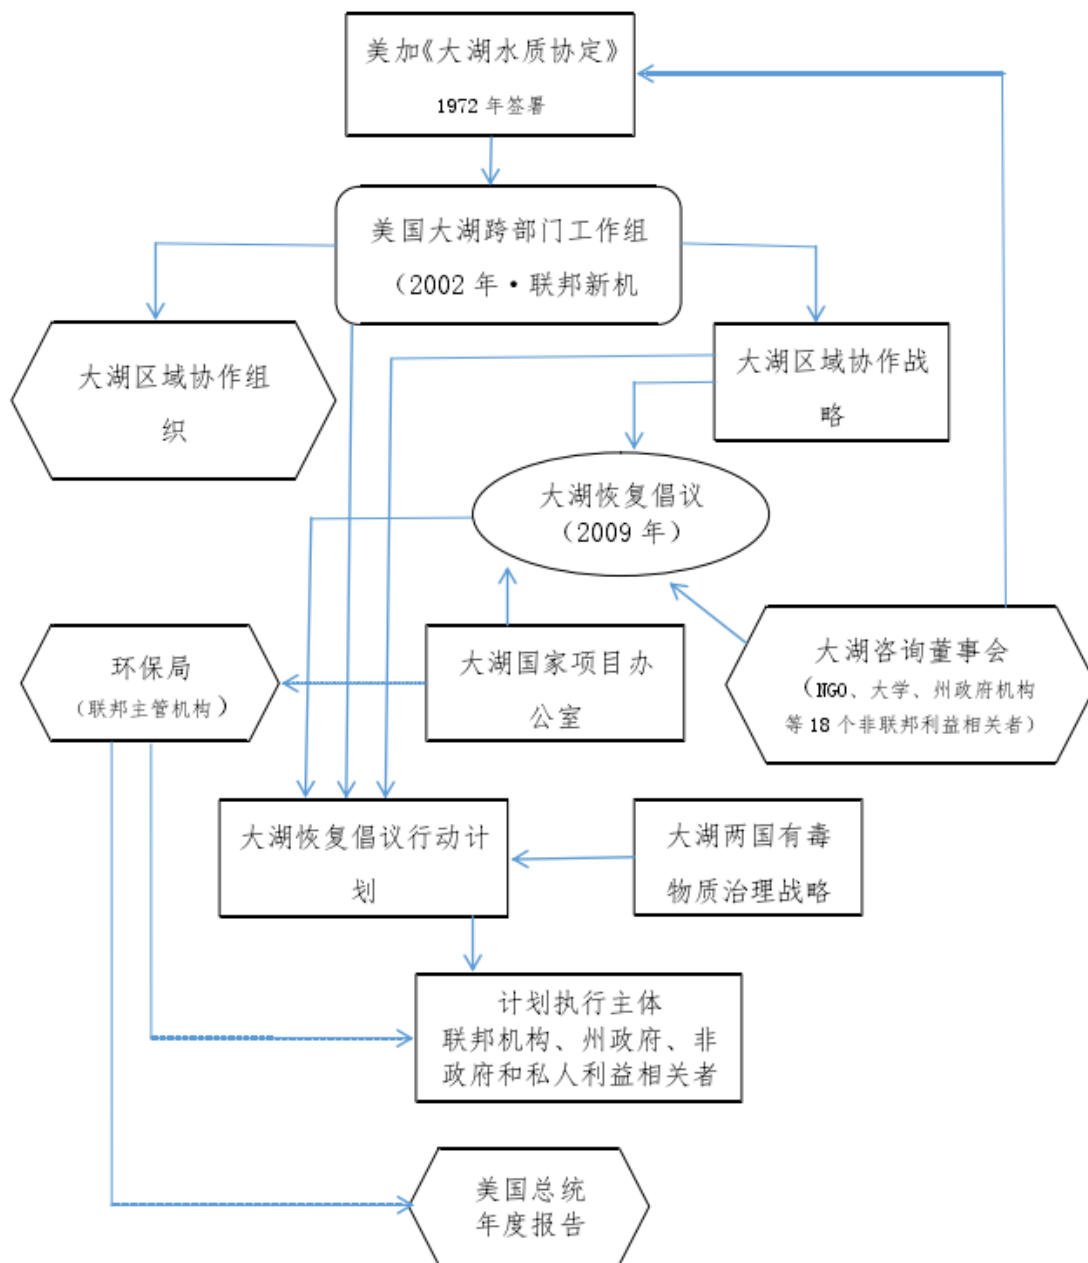 美加《大湖水质协定》
1972 年签署
美国大湖跨部门工作组
（2002 年·联邦新机
大湖区域协作组
织
大湖区域协作战
略
大湖恢复倡议
（2009 年）
环保局
（联邦主管机构）
大湖国家项目办
公室
大湖咨询董事会
（NGO、大学、州政府机构
等 18 个非联邦利益相关者）
大湖恢复倡议行动计
划
大湖两国有毒
物质治理战略
计划执行主体
联邦机构、州政府、非
政府和私人利益相关者
美国总统
年度报告